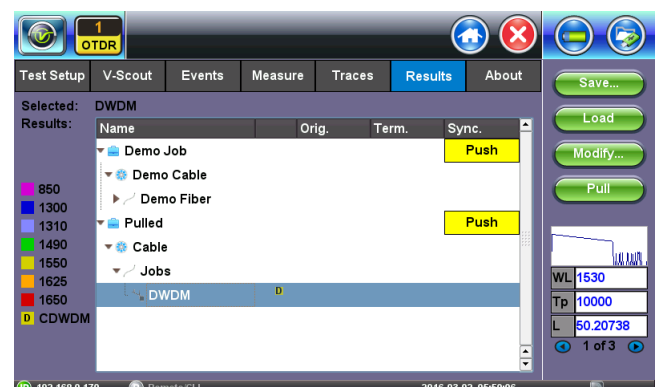 1
OTDR
Test Setup V-Scout Events Measure Traces Results About
Selected: DWDM
Results:
Name Orig. Term. Sync.
Demo Job Push
Demo Cable
Demo Fiber
Pulled Push
Cable
Jobs
DWDM D
850
1300
1310
1490
1550
1625
1650
D CDWDM
Save...
Load
Modify...
Pull
WL 1530
Tp 10000
L 50.20738
1 of 3